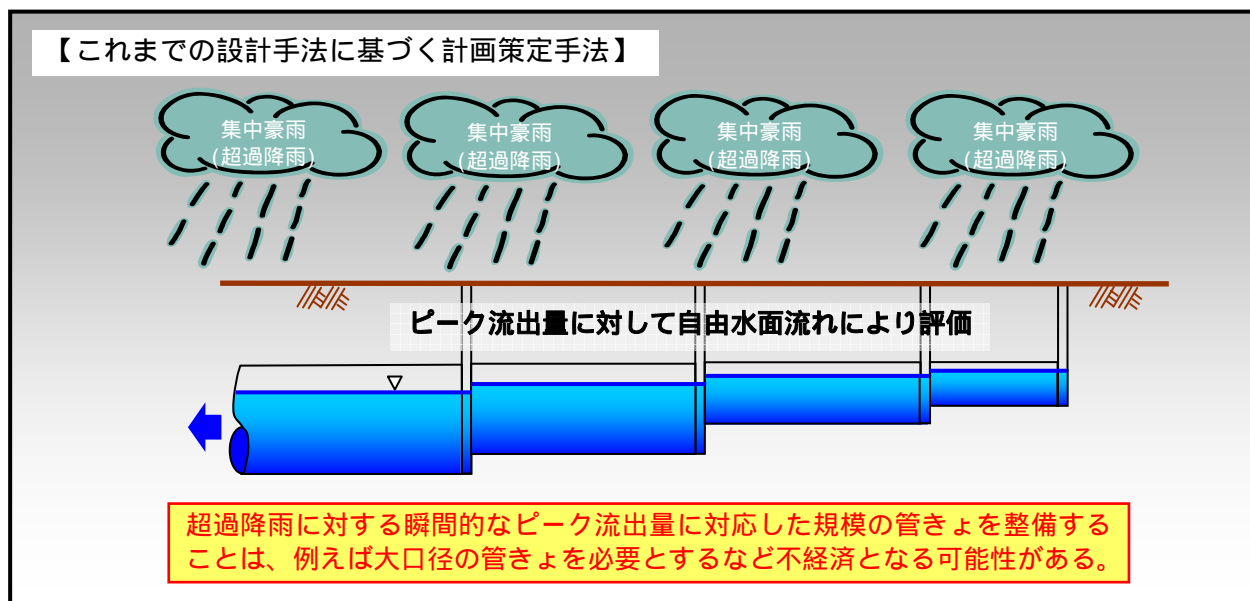 【これまでの設計手法に基づく計画策定手法】
集中豪雨
(超過降雨)
集中豪雨
(超過降雨)
集中豪雨
(超過降雨)
集中豪雨
(超過降雨)
ピーク流出量に対して自由水面流れにより評価
超過降雨に対する瞬間的なピーク流出量に対応した規模の管きょを整備する
ことは、例えば大口径の管きょを必要とするなど不経済となる可能性がある。